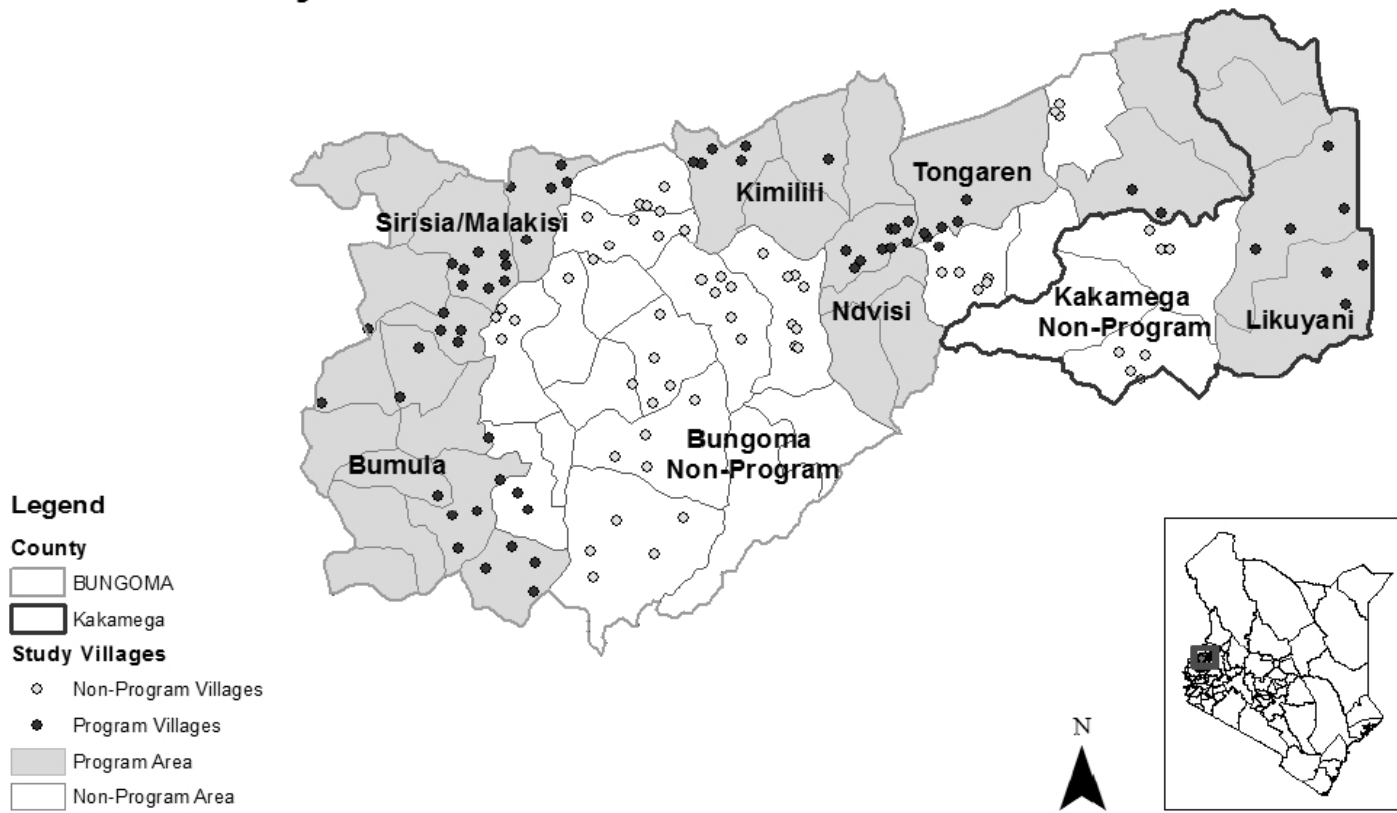 Tongaren
Kimilili
Sirisia/Malakisi
Kakamega
Non-Program
Ndvisi
Likuyani
Bungoma
Non-Program
Bumula
Legend
County
BUNGOMA
Kakamega
Study Villages
Non-Program Villages
Program Villages
Program Area
Non-Program Area
N